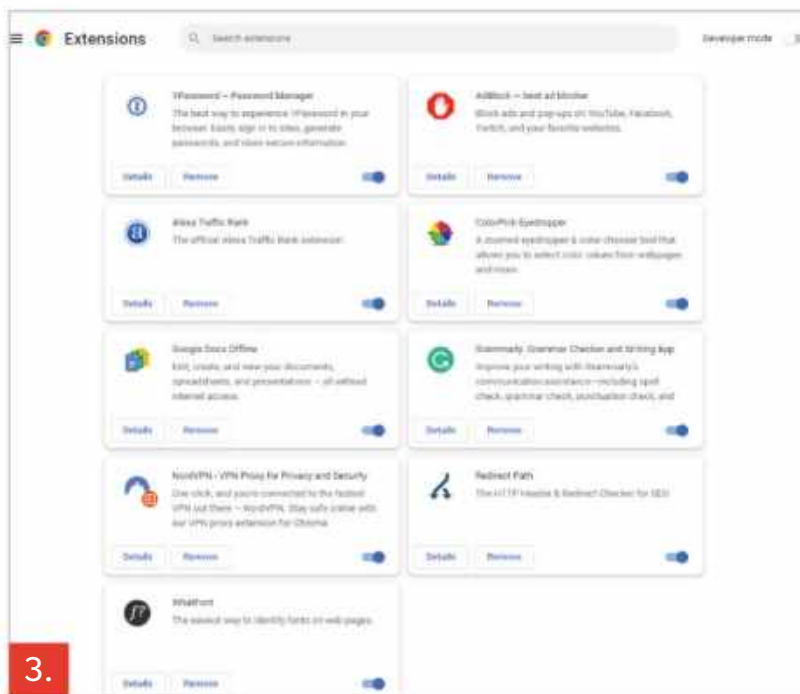 Extensions
Search extensions
Developer mode
1Password – Password Manager
The best way to experience 1Password in your
browser. Easily sign in to sites, generate
passwords, and store secure information.
Details Remove
AdBlock — best ad blocker
Block ads and pop-ups on YouTube, Facebook,
Twitch, and your favorite websites.
Details Remove
Alexa Traffic Rank
The official Alexa Traffic Rank extension
Details Remove
ColorPick Eyedropper
A zoomed eyedropper & color chooser tool that
allows you to select color values from webpages
and more.
Details Remove
Google Docs Offline
Edit, create, and view your documents,
spreadsheets, and presentations — all without
internet access.
Details Remove
Grammarly: Grammar Checker and Writing App
Improve your writing with Grammarly's
communication assistance—including spell
check, grammar check, punctuation check, and
Details Remove
NordVPN - VPN Proxy for Privacy and Security
One click, and you're connected to the fastest
VPN out there – NordVPN. Stay safe online with
our VPN proxy extension for Chrome.
Details Remove
Redirect Path
The HTTP Header & Redirect Checker for SEO
Details Remove
f?
WhatFont
The easiest way to identify fonts on web pages.
Details Remove
3.